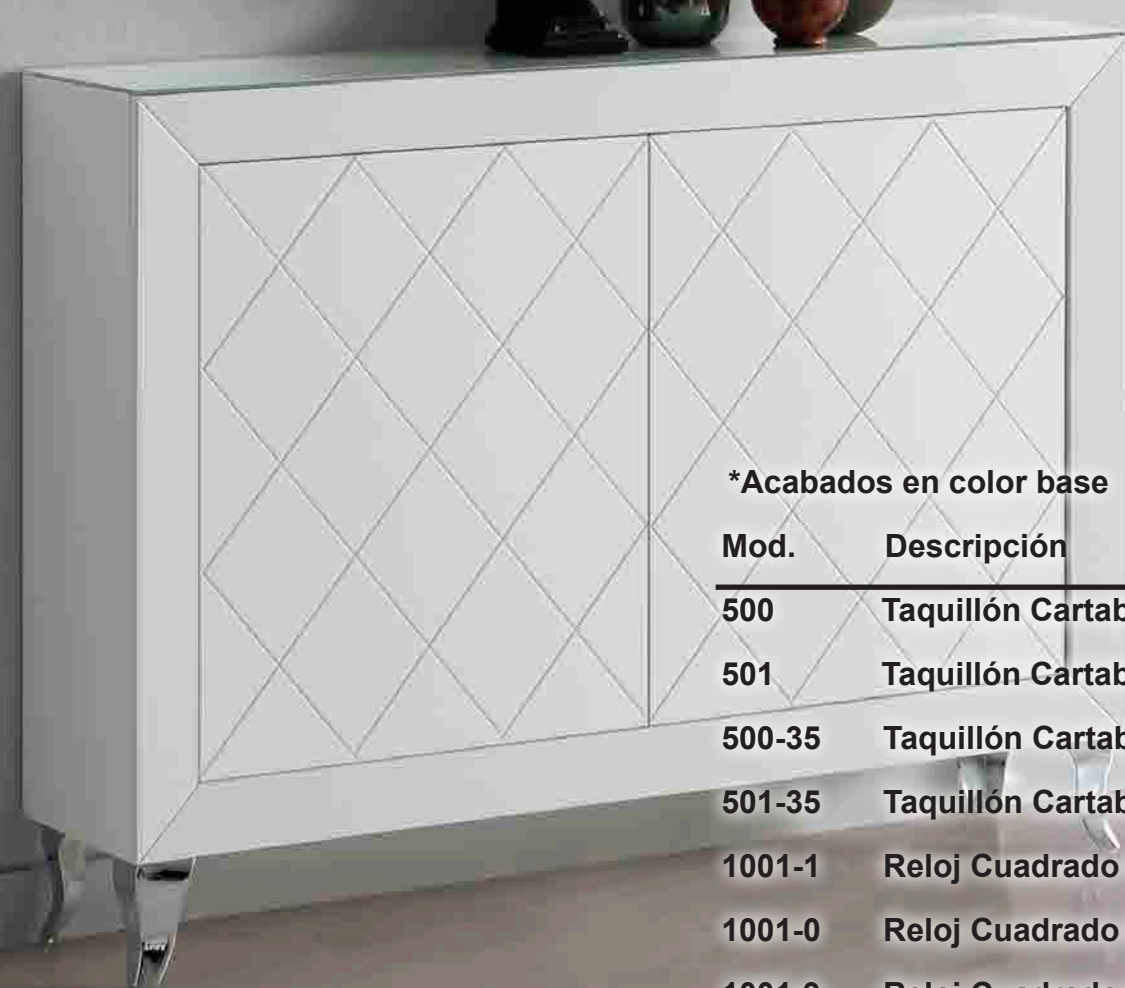 *Acabados en color base
Mod. Descripción
500 Taquillón
501 Taquillón
500-35 Taquillón
501-35 Taquillón
1001-1 Reloj Cuadrado
1001-0 Reloj Cuadrado